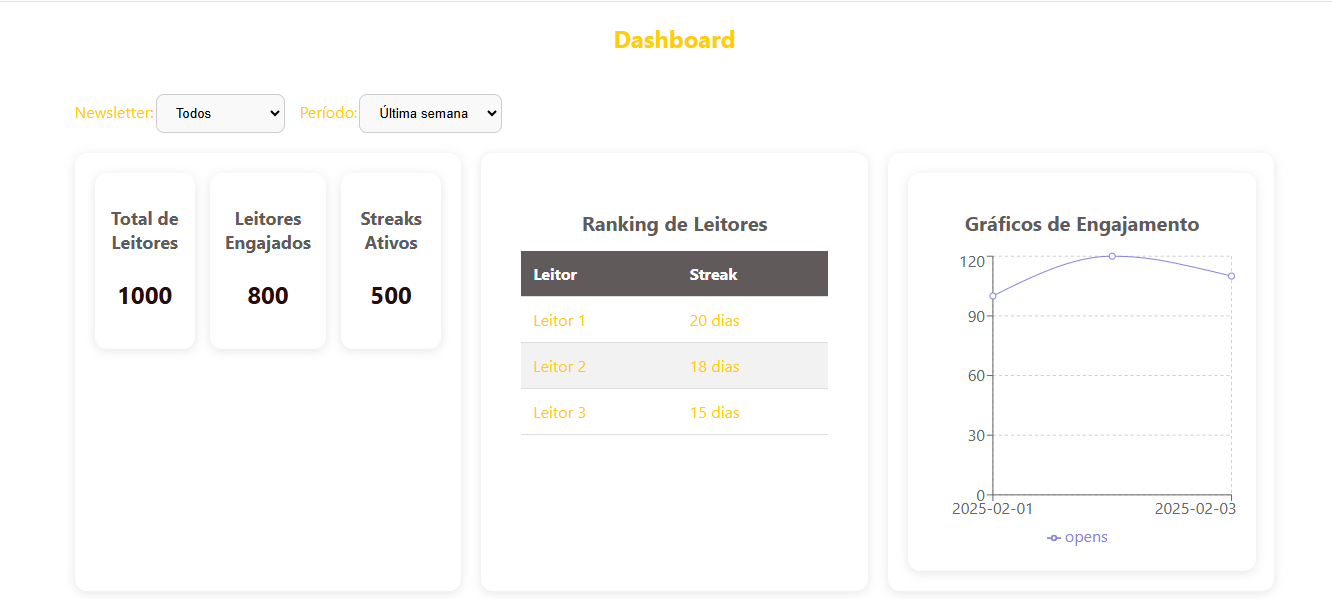 Dashboard
Newsletter: Todos Período: Última semana
Total de
Leitores
1000
Leitores
Engajados
800
Streaks
Ativos
500
Ranking de Leitores
Leitor Streak
Leitor 1 20 dias
Leitor 2 18 dias
Leitor 3 15 dias
Gráficos de Engajamento
120
90
60
30
0
2025-02-01 2025-02-03
opens